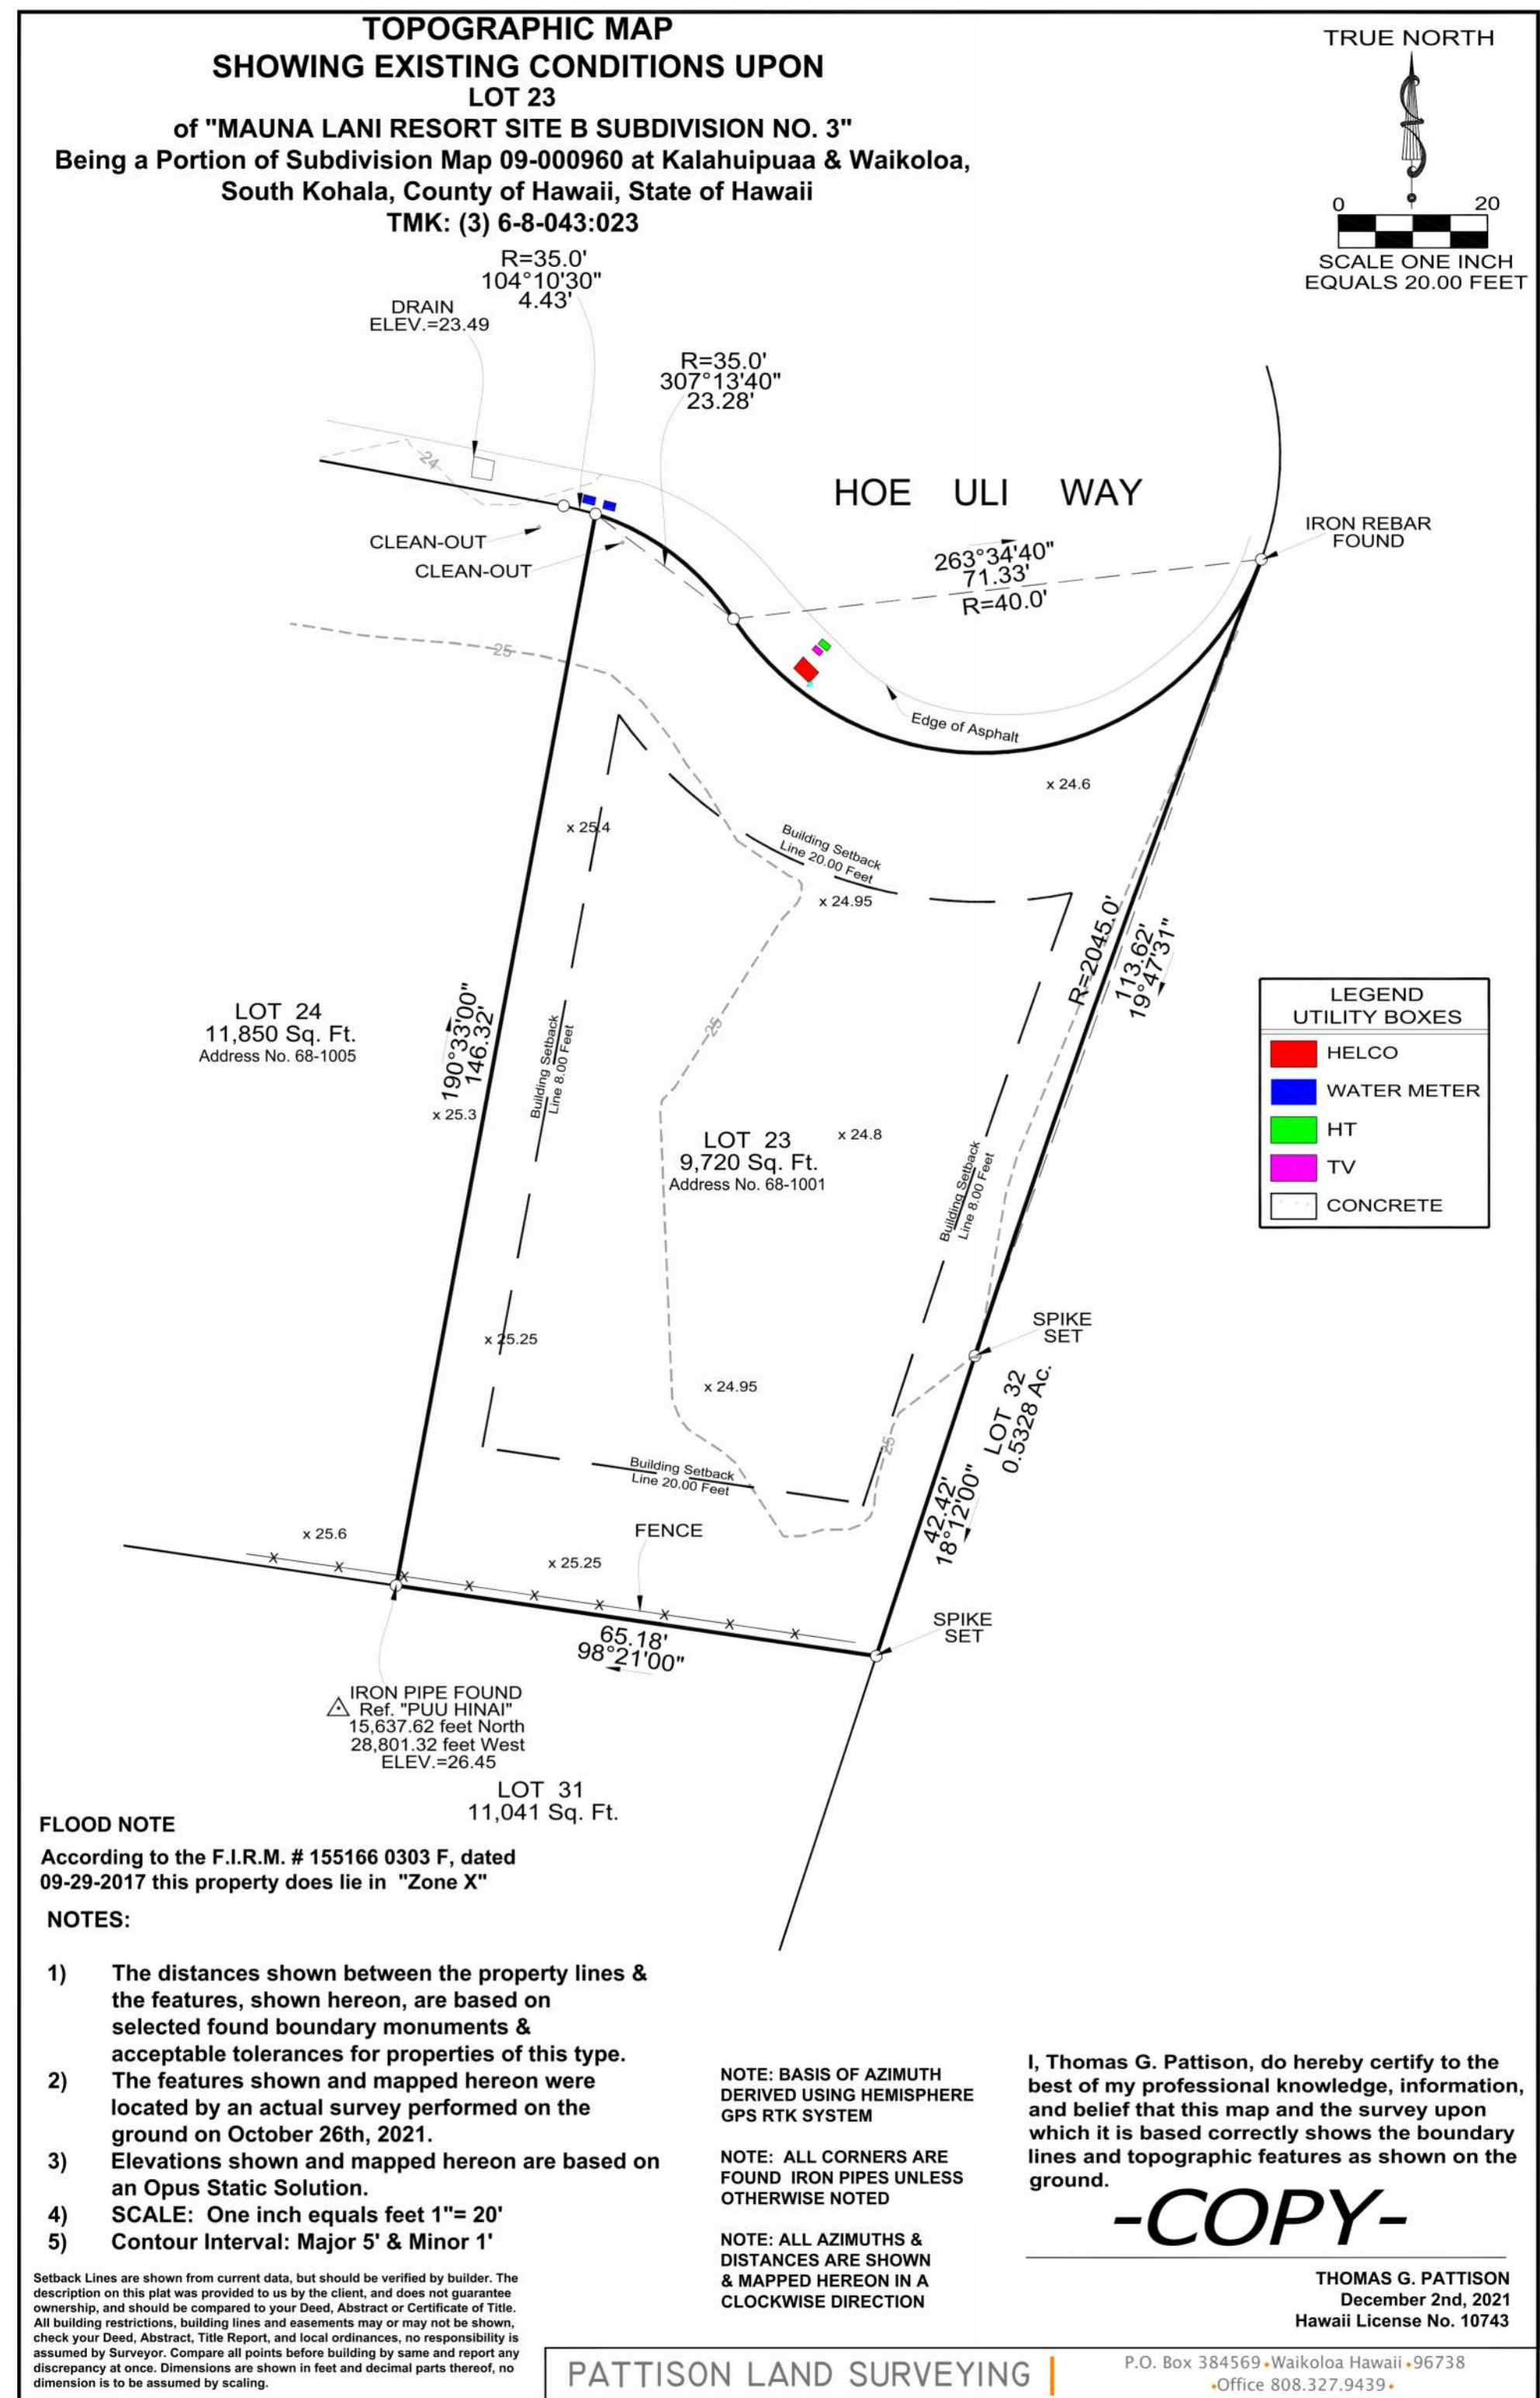 TOPOGRAPHIC MAP
SHOWING EXISTING CONDITIONS UPON
LOT 23
of "MAUNA LANI RESORT SITE B SUBDIVISION NO. 3"
Being a Portion of Subdivision Map 09-000960 at Kalahuipuaa & Waikoloa,
South Kohala, County of Hawaii, State of Hawaii
TMK: (3) 6-8-043:023
TRUE NORTH
0 20
SCALE ONE INCH
EQUALS 20.00 FEET
R=35.0'
104°10'30"
4.43'
DRAIN
ELEV.=23.49
R=35.0'
307°13'40"
23.28'
24
HOE ULI WAY
CLEAN-OUT
CLEAN-OUT
263°34'40"
71.33'
R=40.0'
IRON REBAR
FOUND
25
Edge of Asphalt
x 24.6
x 25.4
Building Setback
Line 20.00 Feet
x 24.95
R=2045.0'
113.62'
19°47'31"
LOT 24
11,850 Sq. Ft.
Address No. 68-1005
190°33'00"
146.32'
x 25.3
Building Setback
Line 8.00 Feet
25
LOT 23
9,720 Sq. Ft.
Address No. 68-1001
x 24.8
Building Setback
Line 8.00 Feet
LEGEND
UTILITY BOXES
HELCO
WATER METER
HT
TV
CONCRETE
x 25.25
x 24.95
SPIKE
SET
LOT 32
0.5328 Ac.
25
42.42'
18°12'00"
Building Setback
Line 20.00 Feet
x 25.6
x 25.25
FENCE
X X X X X X X X X
65.18'
98°21'00"
SPIKE
SET
IRON PIPE FOUND
Ref. "PUU HINAI"
15,637.62 feet North
28,801.32 feet West
ELEV.=26.45
LOT 31
11,041 Sq. Ft.
FLOOD NOTE
According to the F.I.R.M. # 155166 0303 F, dated
09-29-2017 this property does lie in "Zone X"
NOTES:
1) The distances shown between the property lines &
the features, shown hereon, are based on
selected found boundary monuments &
acceptable tolerances for properties of this type.
2) The features shown and mapped hereon were
located by an actual survey performed on the
ground on October 26th, 2021.
3) Elevations shown and mapped hereon are based on
an Opus Static Solution.
4) SCALE: One inch equals feet 1"= 20'
5) Contour Interval: Major 5' & Minor 1'
Setback Lines are shown from current data, but should be verified by builder. The
description on this plat was provided to us by the client, and does not guarantee
ownership, and should be compared to your Deed, Abstract or Certificate of Title.
All building restrictions, building lines and easements may or may not be shown,
check your Deed, Abstract, Title Report, and local ordinances, no responsibility is
assumed by Surveyor. Compare all points before building by same and report any
discrepancy at once. Dimensions are shown in feet and decimal parts thereof, no
dimension is to be assumed by scaling.
NOTE: BASIS OF AZIMUTH
DERIVED USING HEMISPHERE
GPS RTK SYSTEM
NOTE: ALL CORNERS ARE
FOUND IRON PIPES UNLESS
OTHERWISE NOTED
NOTE: ALL AZIMUTHS &
DISTANCES ARE SHOWN
& MAPPED HEREON IN A
CLOCKWISE DIRECTION
I, Thomas G. Pattison, do hereby certify to the
best of my professional knowledge, information,
and belief that this map and the survey upon
which it is based correctly shows the boundary
lines and topographic features as shown on the
ground.
-COPY-
THOMAS G. PATTISON
December 2nd, 2021
Hawaii License No. 10743
PATTISON LAND SURVEYING
P.O. Box 384569•Waikoloa Hawaii•96738
•Office 808.327.9439•